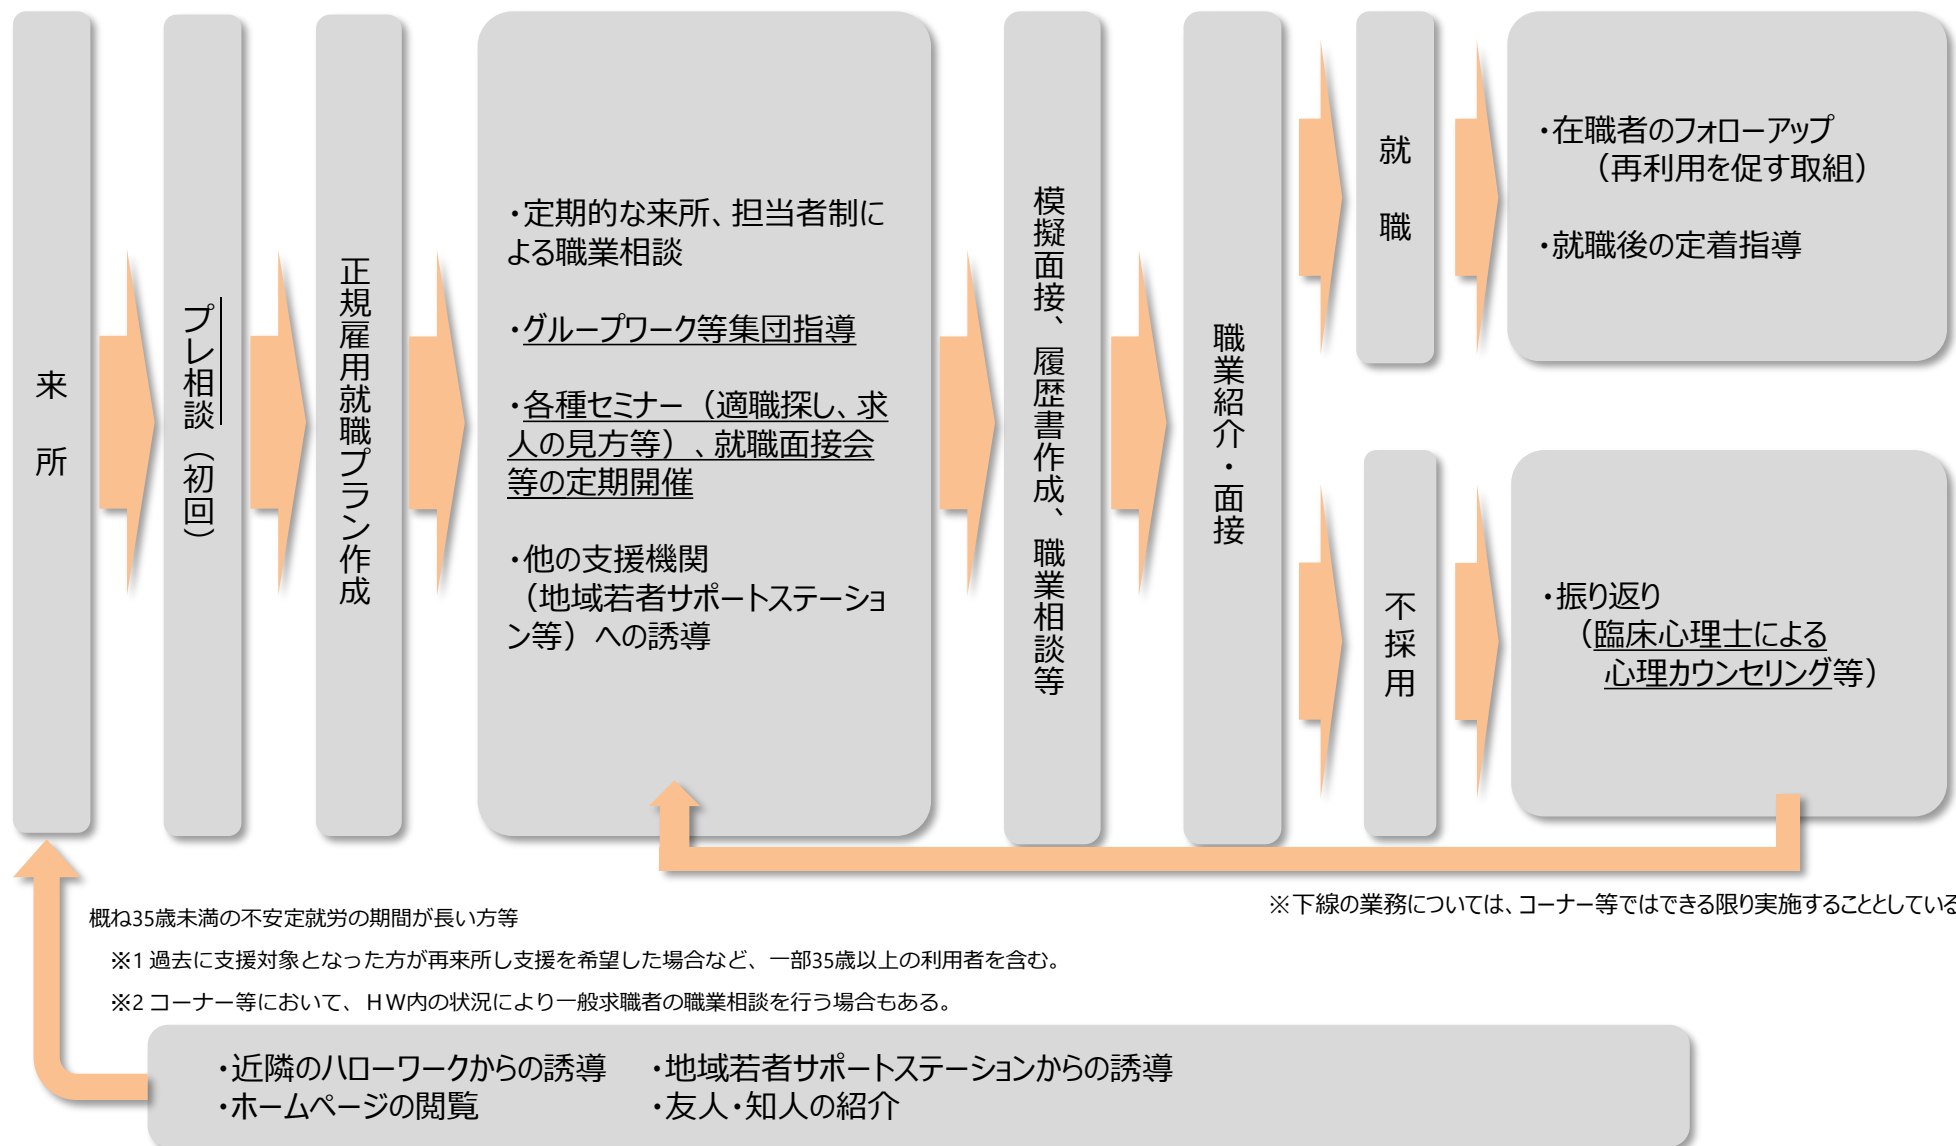 来所
プレ相談（初回）
正規雇用就職プラン作成
・定期的な来所、担当者制に
よる職業相談
・グループワーク等集団指導
・各種セミナー（適職探し、求
人の見方等）、就職面接会
等の定期開催
・他の支援機関
（地域若者サポートステーショ
ン等）への誘導
模擬面接、履歴書作成、職業相談等
職業紹介・面接
就職
・在職者のフォローアップ
（再利用を促す取組）
・就職後の定着指導
不採用
・振り返り
（臨床心理士による
心理カウンセリング等）
※下線の業務については、コーナー等ではできる限り実施することとしている
概ね35歳未満の不安定就労の期間が長い方等
※1 過去に支援対象となった方が再来所し支援を希望した場合など、一部35歳以上の利用者を含む。
※2 コーナー等において、ＨＷ内の状況により一般求職者の職業相談を行う場合もある。
・近隣のハローワークからの誘導　・地域若者サポートステーションからの誘導
・ホームページの閲覧　・友人・知人の紹介